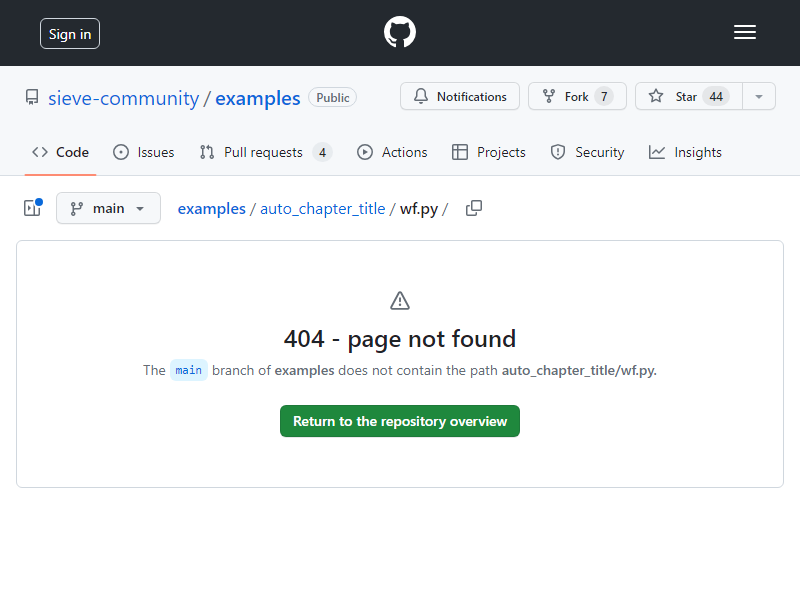 Sign in
sieve-community / examples Public
Notifications
Fork 7
Star 44
Code
Issues
Pull requests 4
Actions
Projects
Security
Insights
main
examples / auto_chapter_title / wf.py /
404 - page not found
The main branch of examples does not contain the path auto_chapter_title/wf.py.
Return to the repository overview